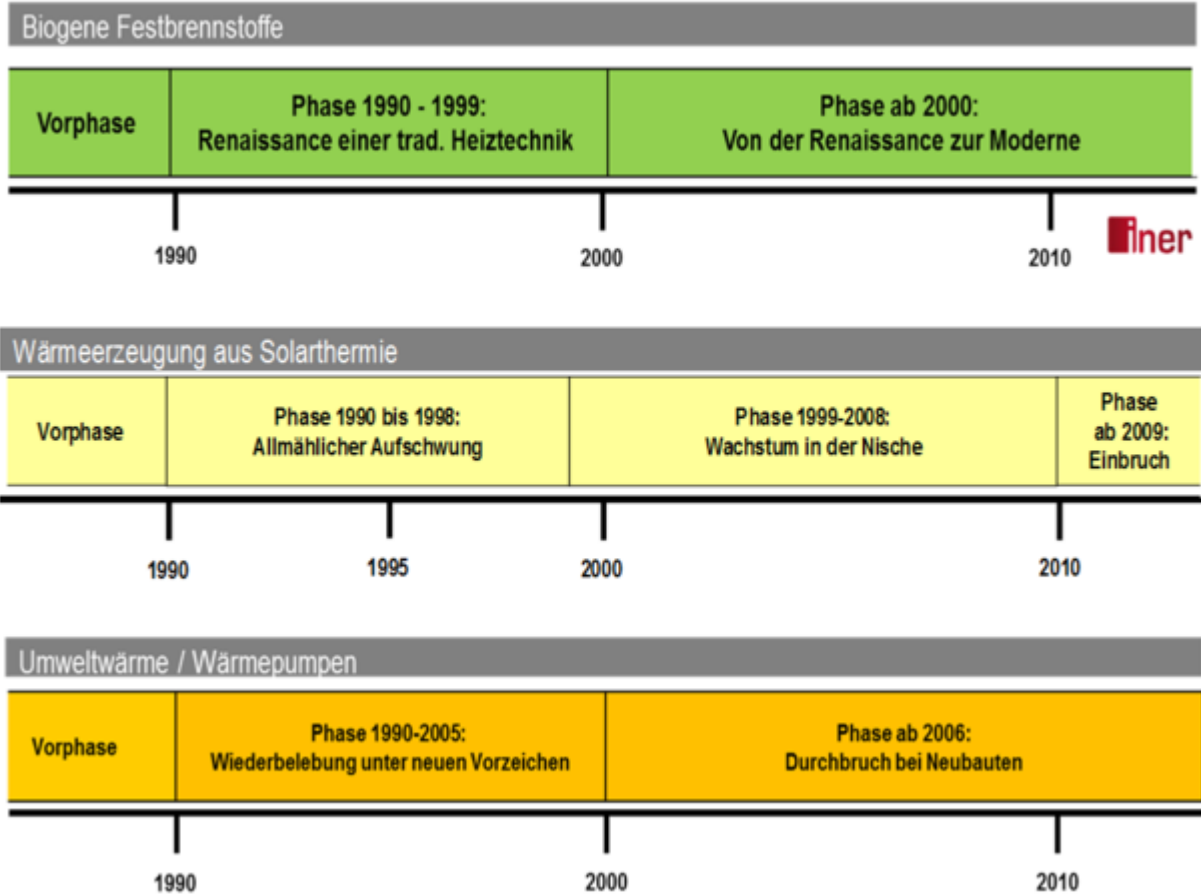 Biogene Festbrennstoffe
Vorphase
Phase 1990 - 1999:
Renaissance einer trad. Heiztechnik
Phase ab 2000:
Von der Renaissance zur Moderne
1990
2000
2010
iner
Wärmeerzeugung aus Solarthermie
Vorphase
Phase 1990 bis 1998:
Allmählicher Aufschwung
Phase 1999-2008:
Wachstum in der Nische
Phase
ab 2009:
Einbruch
1990
1995
2000
2010
Umweltwärme / Wärmepumpen
Vorphase
Phase 1990-2005:
Wiederbelebung unter neuen Vorzeichen
Phase ab 2006:
Durchbruch bei Neubauten
1990
2000
2010